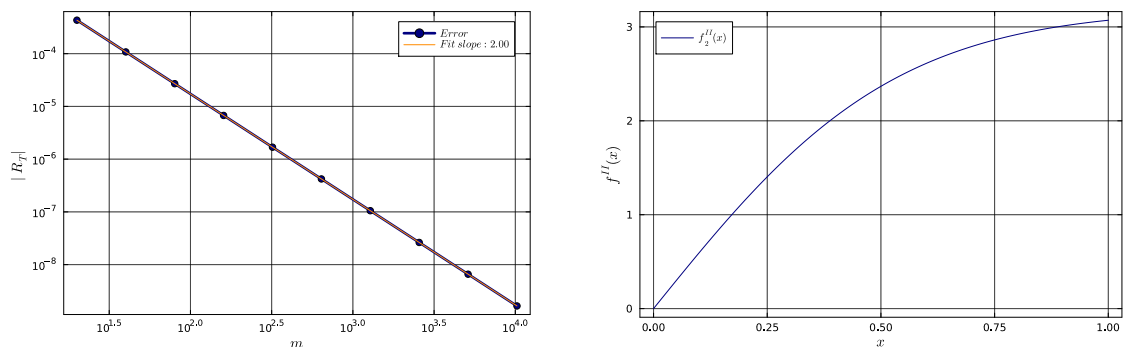 Error
Fit slope : 2.00
10^{-4}
10^{-5}
10^{-6}
10^{-7}
10^{-8}
|R_T|
10^{1.5} 10^{2.0} 10^{2.5} 10^{3.0} 10^{3.5} 10^{4.0}
m
f_2^{II}(x)
3
2
1
0
f^{II}(x)
0.00 0.25 0.50 0.75 1.00
x